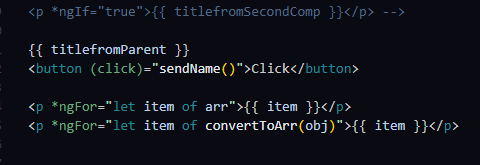 <p *ngIf="true">{{ titlefromSecondComp }}</p> -->
{{ titlefromParent }}
<button (click)="sendName()">Click</button>
<p *ngFor="let item of arr">{{ item }}</p>
<p *ngFor="let item of convertToArr(obj)">{{ item }}</p>